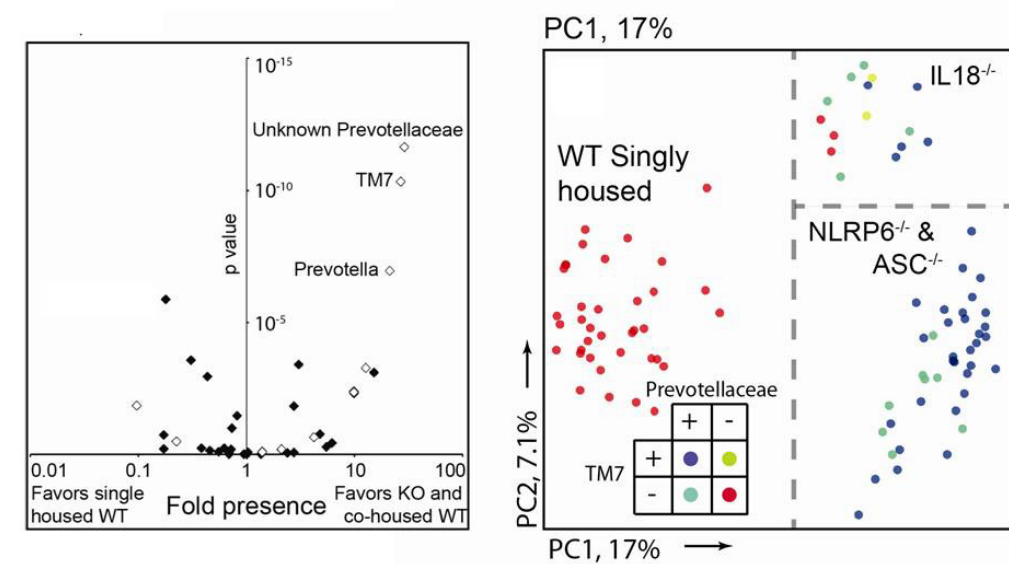 PC1, 17%
10-15
Unknown Prevotellaceae
TM7
10-10
p value
Prevotella
10-5
0.01 0.1 1 10 100
Favors single
housed WT
Fold presence
Favors KO and
co-housed WT
IL18-/-
WT Singly
housed
NLRP6-/- &
ASC-/-
Prevotellaceae
+ -
TM7
+
-
PC2, 7.1%
PC1, 17%